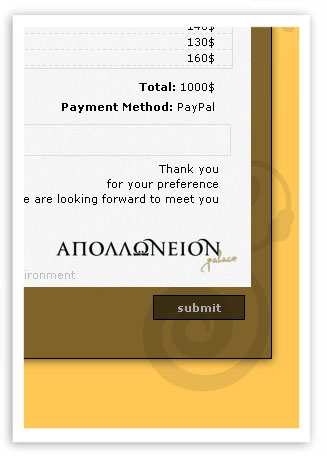 140$
130$
160$
Total: 1000$
Payment Method: PayPal
Thank you
for your preference
e are looking forward to meet you
ΑΠΟΛΛΩΝΕΙΟΝ
palace
ironment
submit